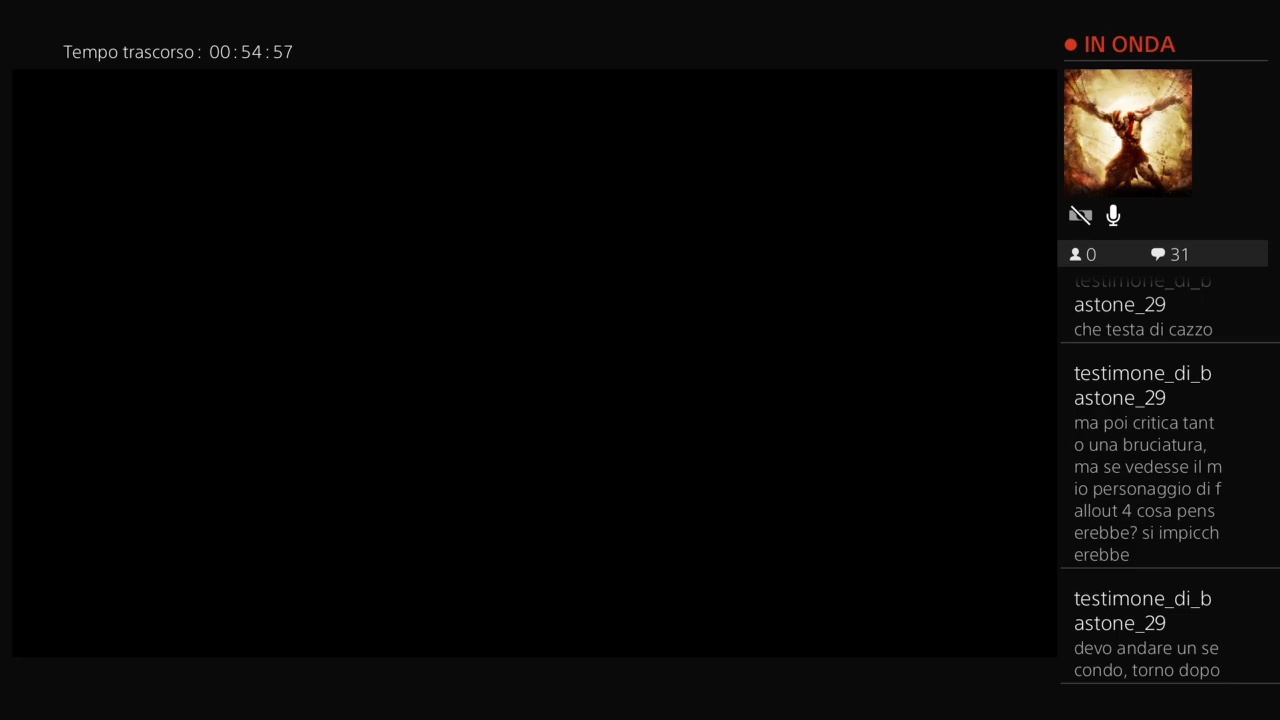 Tempo trascorso: 00:54:57
IN ONDA
0 31
testimone_di_b
astone_29
che testa di cazzo
testimone_di_b
astone_29
ma poi critica tant
o una bruciatura,
ma se vedesse il m
io personaggio di f
allout 4 cosa pens
erebbe? si impicch
erebbe
testimone_di_b
astone_29
devo andare un se
condo, torno dopo